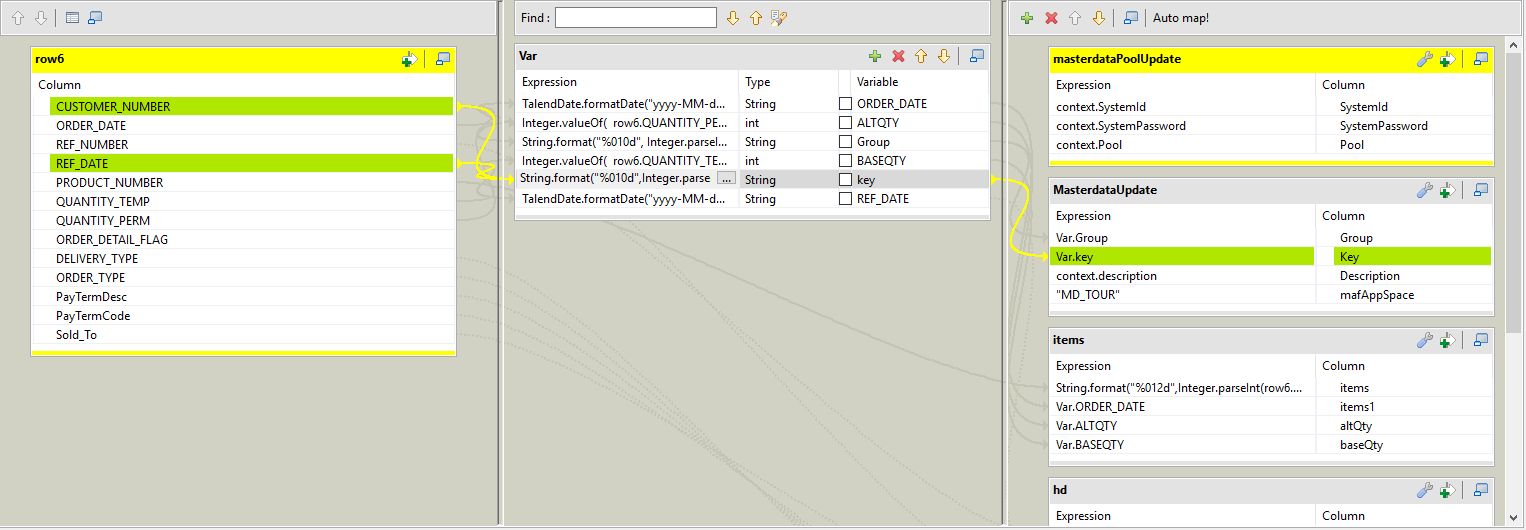 Find :
Auto map!
row6
Column
CUSTOMER_NUMBER
ORDER_DATE
REF_NUMBER
REF_DATE
PRODUCT_NUMBER
QUANTITY_TEMP
QUANTITY_PERM
ORDER_DETAIL_FLAG
DELIVERY_TYPE
ORDER_TYPE
PayTermDesc
PayTermCode
Sold_To
Var
Expression Type Variable
TalendDate.formatDate("yyyy-MM-d... String ORDER_DATE
Integer.valueOf( row6.QUANTITY_PE... int ALTQTY
String.format("%010d", Integer.parseI... String Group
Integer.valueOf( row6.QUANTITY_TE... int BASEQTY
String.format("%010d",Integer.parse ... String key
TalendDate.formatDate("yyyy-MM-d... String REF_DATE
masterdataPoolUpdate
Expression Column
context.SystemId SystemId
context.SystemPassword SystemPassword
context.Pool Pool
MasterdataUpdate
Expression Column
Var.Group Group
Var.key Key
context.description Description
"MD_TOUR" mafAppSpace
items
Expression Column
String.format("%012d",Integer.parseInt(row6.... items
Var.ORDER_DATE items1
Var.ALTQTY altQty
Var.BASEQTY baseQty
hd
Expression Column